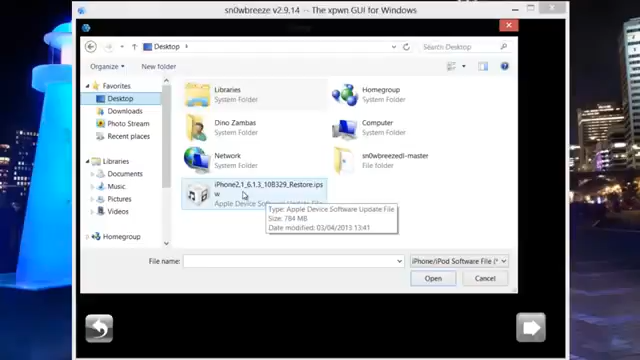 sn0wbreeze v2.9.14 -- The xpwn GUI for Windows
Desktop
Search Desktop
Organize
New folder
Favorites
Desktop
Downloads
Photo Stream
Recent places
Libraries
Documents
Music
Pictures
Videos
Homegroup
Libraries
System Folder
Homegroup
System Folder
Dino Zambas
System Folder
Computer
System Folder
Network
System Folder
sn0wbreezedl-master
File folder
iPhone2,1_6.1.3_10B329_Restore.ips
w
Apple Device Software Update File
Type: Apple Device Software Update File
Size: 784 MB
Date modified: 03/04/2013 13:41
File name:
iPhone/iPod Software File (*
Open
Cancel